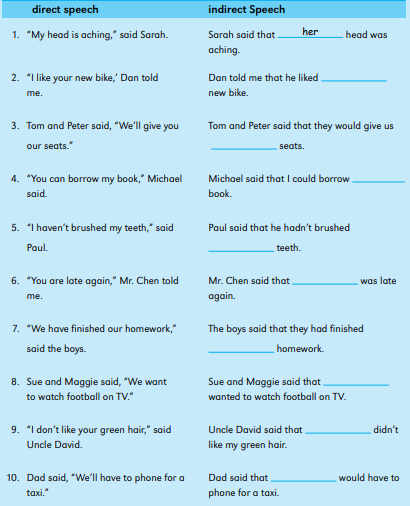 direct speech indirect Speech
1. “My head is aching,” said Sarah. Sarah said that her head was
aching.
2. “I like your new bike,’ Dan told Dan told me that he liked
me. new bike.
3. Tom and Peter said, “We’ll give you Tom and Peter said that they would give us
our seats.” seats.
4. “You can borrow my book,” Michael Michael said that I could borrow
said. book.
5. “I haven’t brushed my teeth,” said Paul said that he hadn’t brushed
Paul. teeth.
6. “You are late again,” Mr. Chen told Mr. Chen said that was late
me. again.
7. “We have finished our homework,” The boys said that they had finished
said the boys. homework.
8. Sue and Maggie said, “We want Sue and Maggie said that
to watch football on TV.” wanted to watch football on TV.
9. “I don’t like your green hair,” said Uncle David said that didn’t
Uncle David. like my green hair.
10. Dad said, “We’ll have to phone for a Dad said that would have to
taxi.” phone for a taxi.